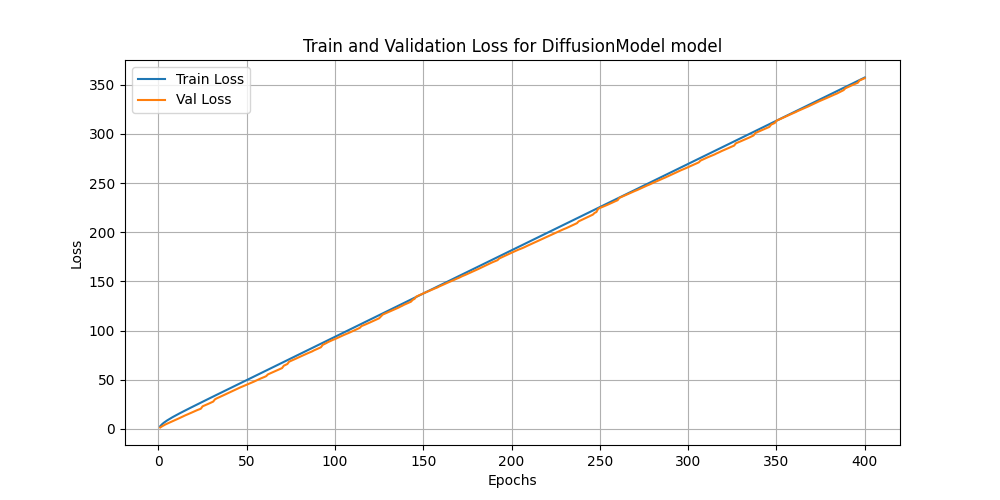 Train and Validation Loss for DiffusionModel model
Train Loss
Val Loss
350
300
250
200
150
100
50
0
Loss
0 50 100 150 200 250 300 350 400
Epochs